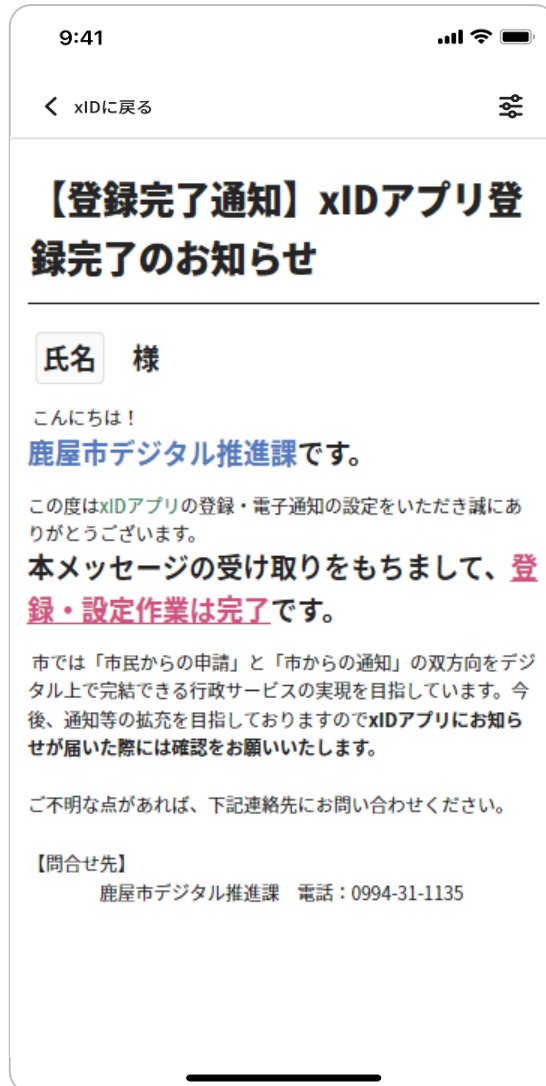 9:41
xIDに戻る
【登録完了通知】xIDアプリ登
録完了のお知らせ
氏名 様
こんにちは！
鹿屋市デジタル推進課です。
この度はxIDアプリの登録・電子通知の設定をいただき誠にあ
りがとうございます。
本メッセージの受け取りをもちまして、登
録・設定作業は完了です。
市では「市民からの申請」と「市からの通知」の双方向をデジ
タル上で完結できる行政サービスの実現を目指しています。今
後、通知等の拡充を目指しておりますのでxIDアプリにお知ら
せが届いた際には確認をお願いいたします。
ご不明な点があれば、下記連絡先にお問い合わせください。
【問合せ先】
鹿屋市デジタル推進課　電話：0994-31-1135